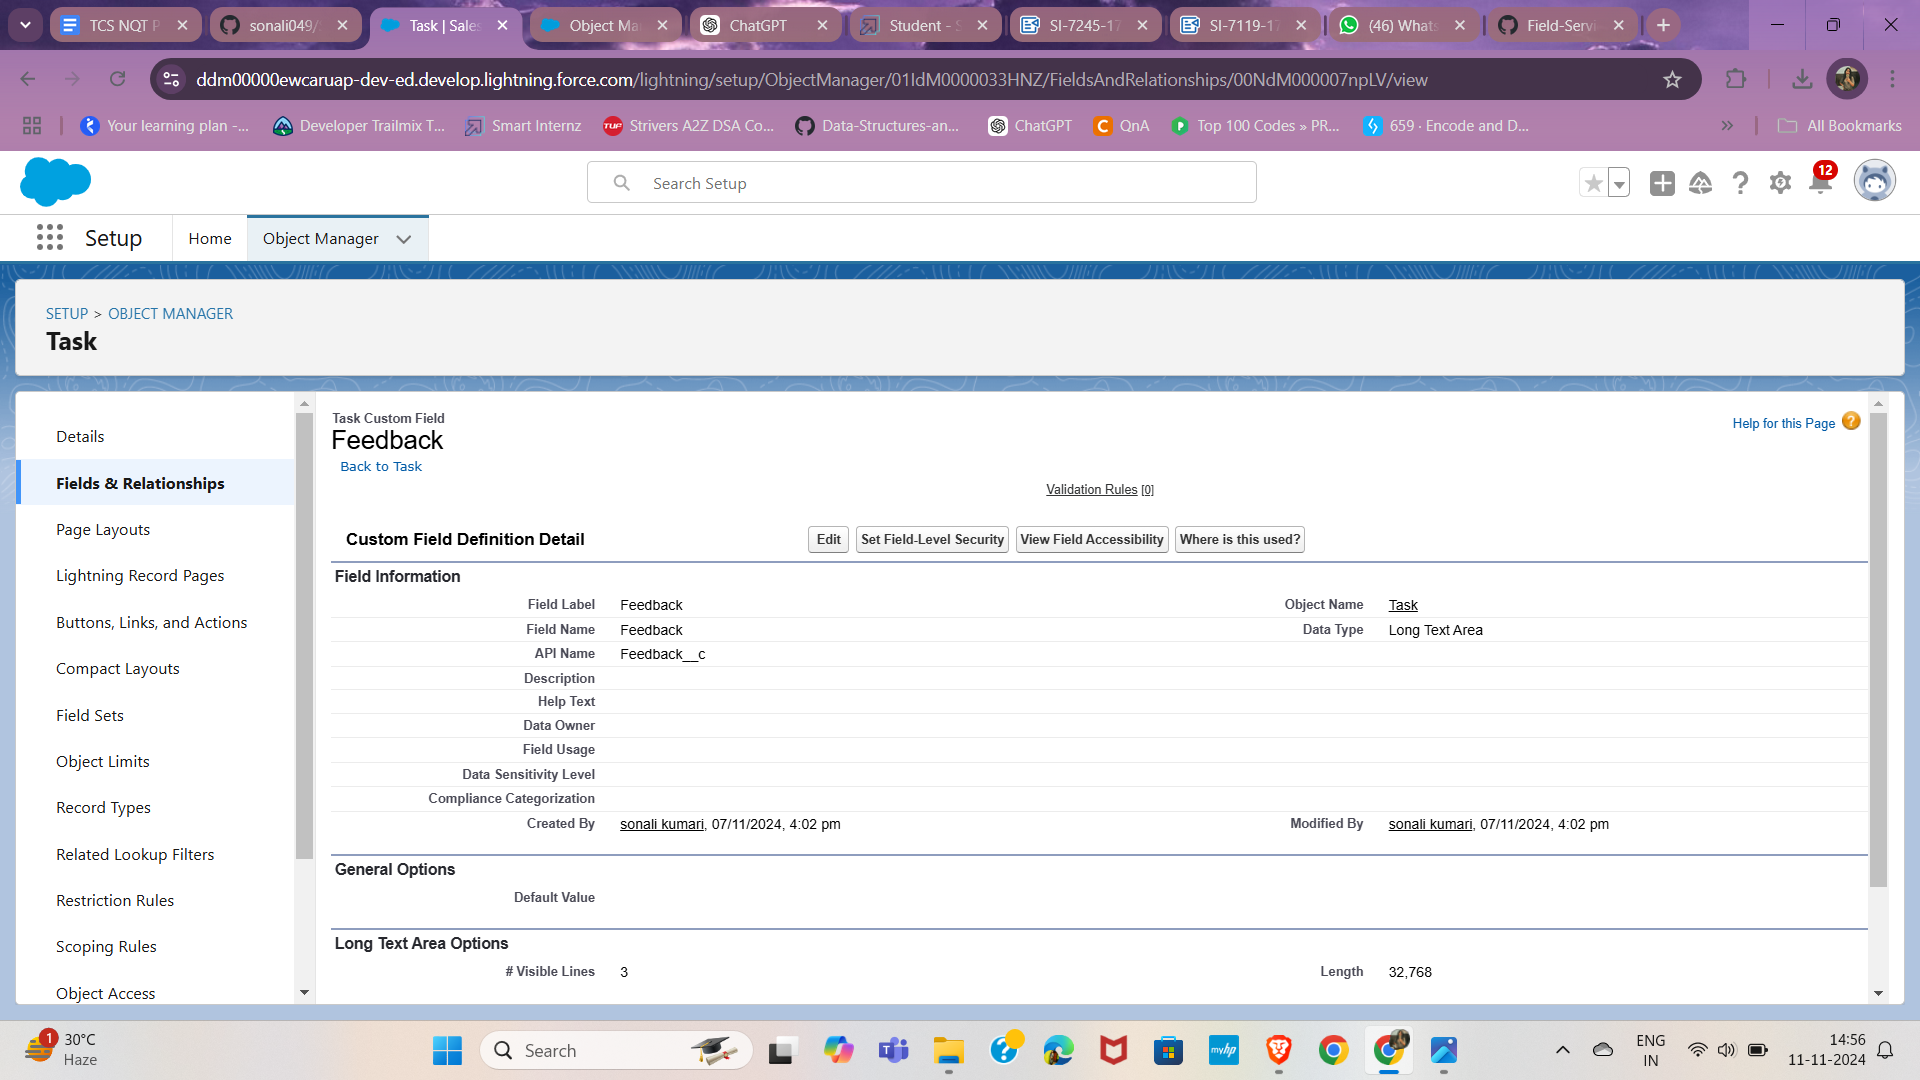 TCS NQT P
sonali049/
Task | Sales
Object Ma
ChatGPT
Student - S
SI-7245-17
SI-7119-17
(46) Whats
Field-Servi
ddm00000ewcaruap-dev-ed.develop.lightning.force.com/lightning/setup/ObjectManager/01IdM0000033HNZ/FieldsAndRelationships/00NdM000007npLV/view
Your learning plan -...
Developer Trailmix T...
Smart Internz
TUF
Strivers A2Z DSA Co...
Data-Structures-an...
ChatGPT
QnA
Top 100 Codes » PR...
659 · Encode and D...
All Bookmarks
Search Setup
12
Setup
Home
Object Manager
SETUP > OBJECT MANAGER
Task
Details
Fields & Relationships
Page Layouts
Lightning Record Pages
Buttons, Links, and Actions
Compact Layouts
Field Sets
Object Limits
Record Types
Related Lookup Filters
Restriction Rules
Scoping Rules
Object Access
Task Custom Field
Feedback
Back to Task
Help for this Page
Validation Rules [0]
Custom Field Definition Detail
Edit
Set Field-Level Security
View Field Accessibility
Where is this used?
Field Information
Field Label Feedback Object Name Task
Field Name Feedback Data Type Long Text Area
API Name Feedback__c
Description
Help Text
Data Owner
Field Usage
Data Sensitivity Level
Compliance Categorization
Created By sonali kumari, 07/11/2024, 4:02 pm Modified By sonali kumari, 07/11/2024, 4:02 pm
General Options
Default Value
Long Text Area Options
# Visible Lines 3 Length 32,768
1
30°C
Haze
Search
myhp
ENG
IN
14:56
11-11-2024